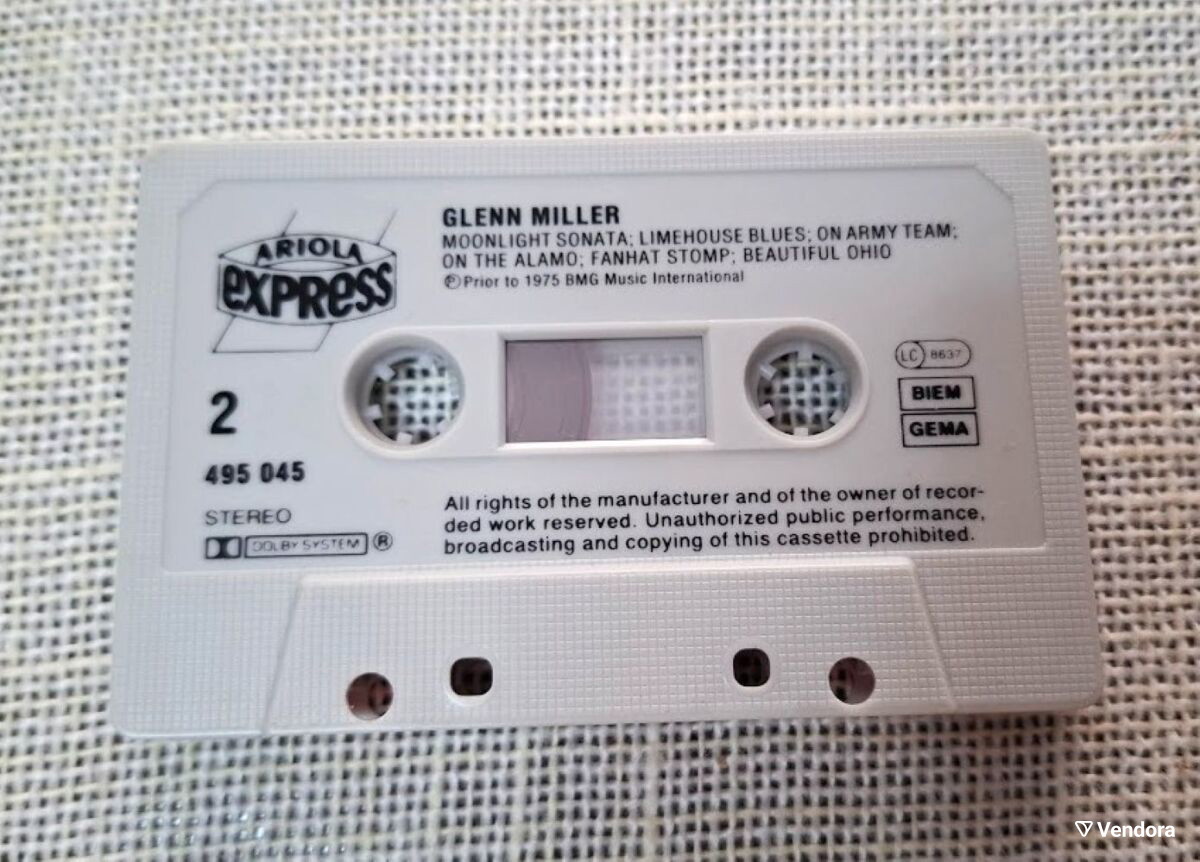 GLENN MILLER
MOONLIGHT SONATA; LIMEHOUSE BLUES; ON ARMY TEAM;
ON THE ALAMO; FANHAT STOMP; BEAUTIFUL OHIO
ⓅPrior to 1975 BMG Music International
ARIOLA
EXPRESS
LC 8637
BIEM
GEMA
2
495 045
STEREO
DOLBY SYSTEM ®
All rights of the manufacturer and of the owner of recor-
ded work reserved. Unauthorized public performance,
broadcasting and copying of this cassette prohibited.
Vendora